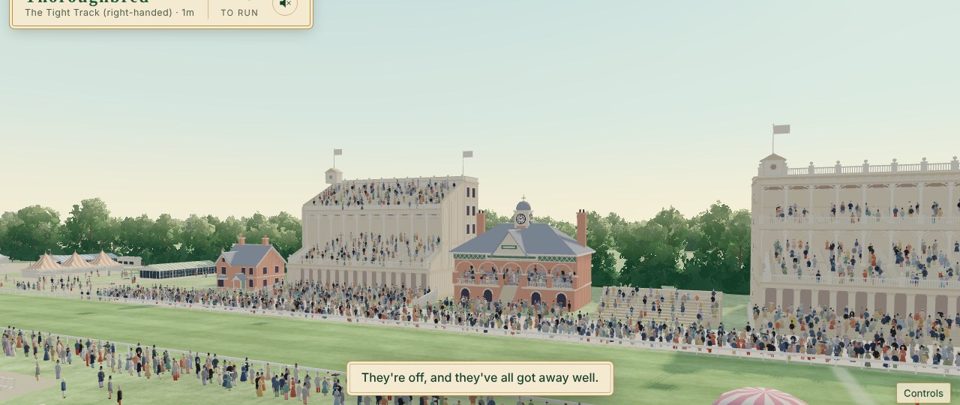 Thoroughbred
The Tight Track (right-handed) · 1m
TO RUN
They're off, and they've all got away well.
Controls